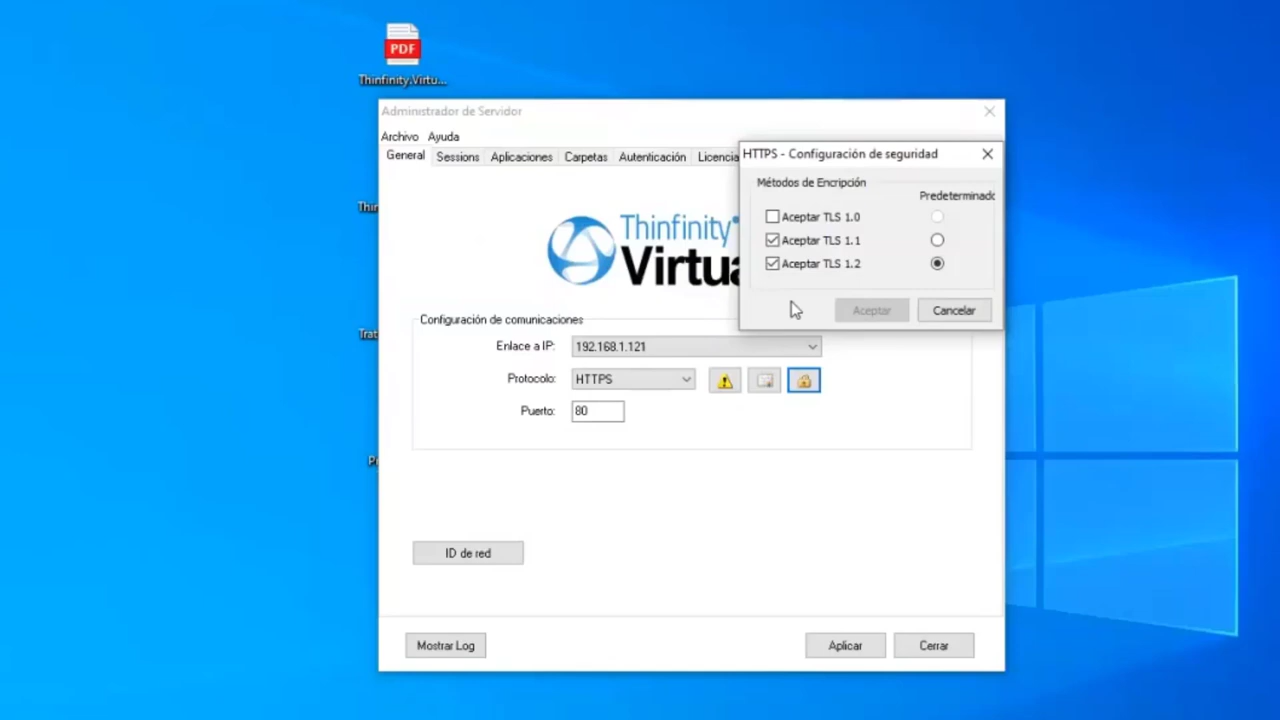 PDF
Thinfinity.Virtu...
Administrador de Servidor
Archivo Ayuda
General Sessions Aplicaciones Carpetas Autenticación Licencia
HTTPS - Configuración de seguridad
Métodos de Encripción
Predeterminado
Aceptar TLS 1.0
Aceptar TLS 1.1
Aceptar TLS 1.2
Aceptar Cancelar
Thinfinity
Virtua
Configuración de comunicaciones
Enlace a IP: 192.168.1.121
Protocolo: HTTPS
Puerto: 80
ID de red
Mostrar Log Aplicar Cerrar